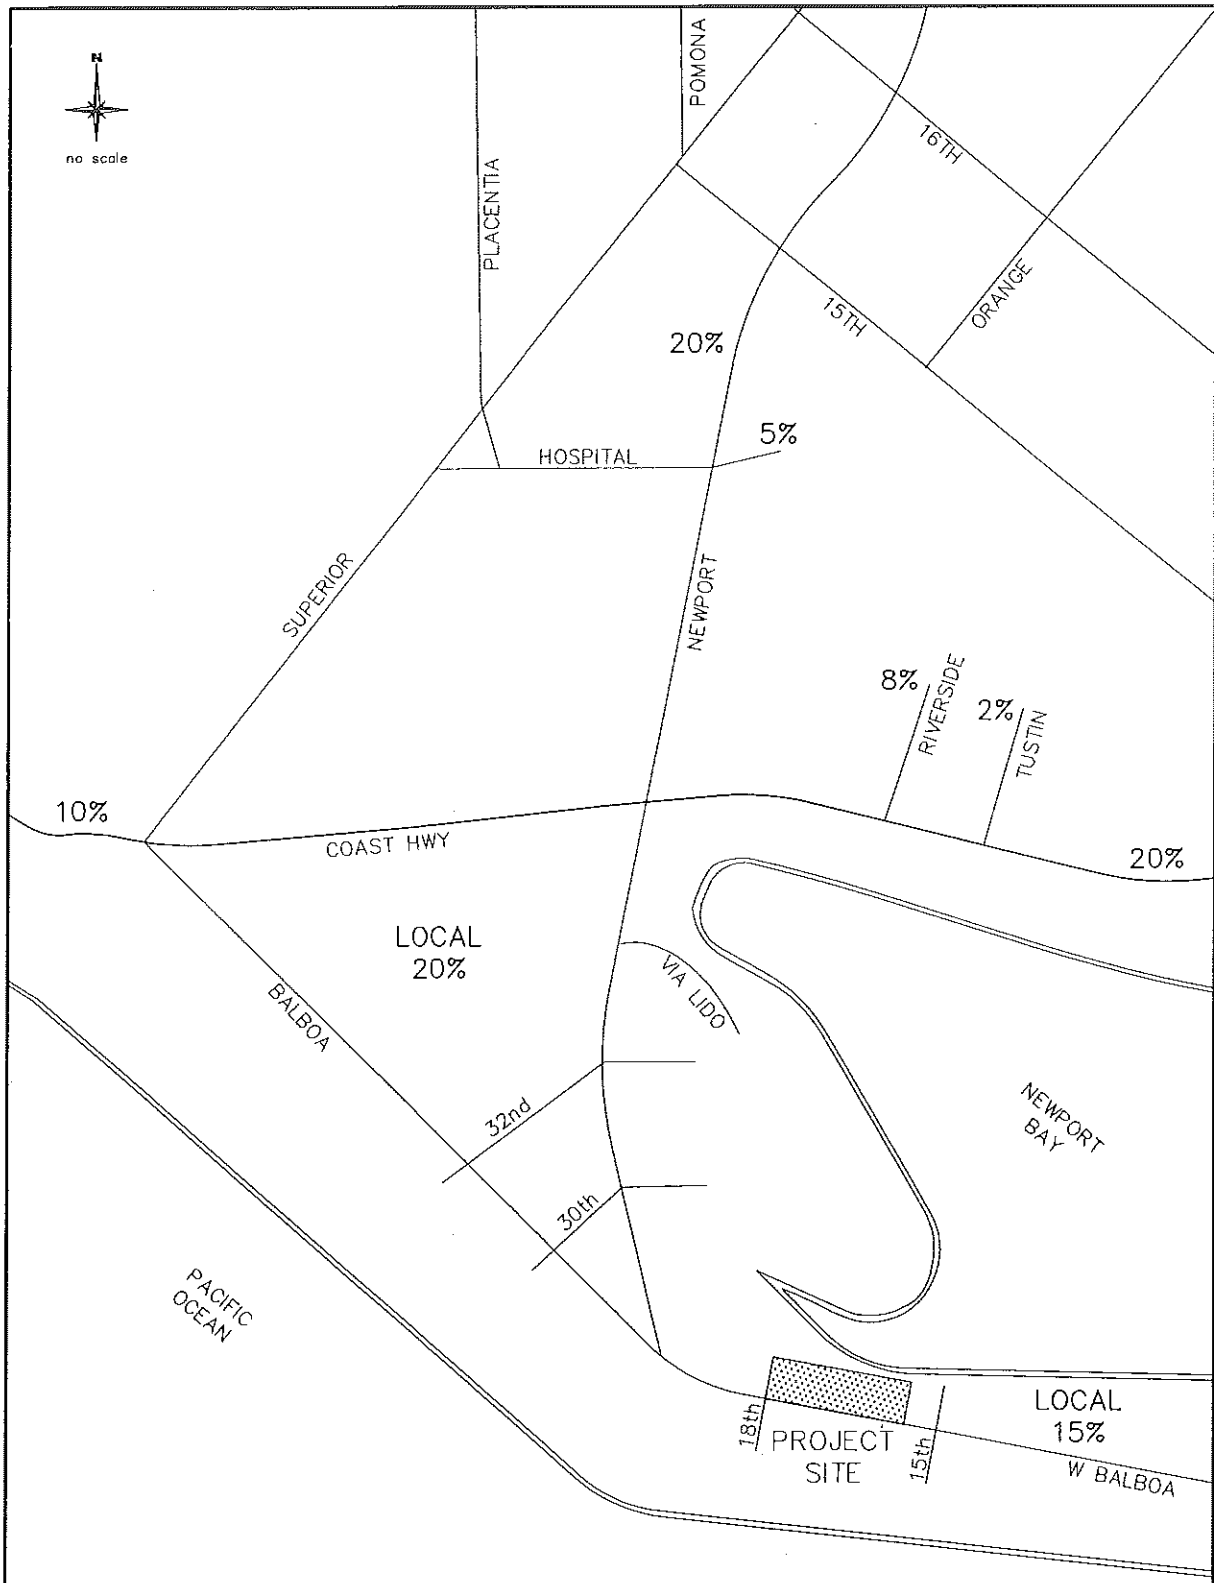 N
no scale
POMONA
PLACENTIA
16TH
15TH
ORANGE
20%
5%
HOSPITAL
SUPERIOR
NEWPORT
8%
RIVERSIDE
2%
TUSTIN
10%
COAST HWY
20%
LOCAL
20%
BALBOA
VIA LIDO
32nd
NEWPORT
BAY
30th
PACIFIC
OCEAN
18th
PROJECT
SITE
15th
LOCAL
15%
W BALBOA